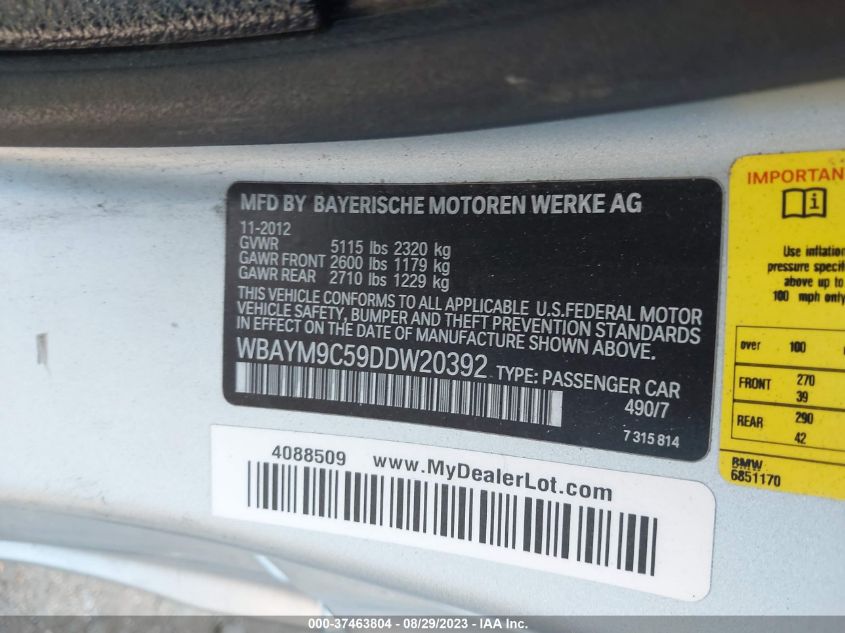 MFD BY BAYERISCHE MOTOREN WERKE AG
11-2012
GVWR 5115 lbs 2320 kg
GAWR FRONT 2600 lbs 1179 kg
GAWR REAR 2710 lbs 1229 kg
THIS VEHICLE CONFORMS TO ALL APPLICABLE U.S.FEDERAL MOTOR
VEHICLE SAFETY, BUMPER AND THEFT PREVENTION STANDARDS
IN EFFECT ON THE DATE OF MANUFACTURE SHOWN ABOVE.
WBAYM9C59DDW20392 TYPE: PASSENGER CAR
490/7
7 315 814
4088509 www.MyDealerLot.com
IMPORTAN
i
Use inflation
pressure specifi
above up to
100 mph only
over 100
FRONT 270
39
REAR 290
42
BMW
6851170
OWN - 37463804 - 08/29/2023 - IAA Inc.